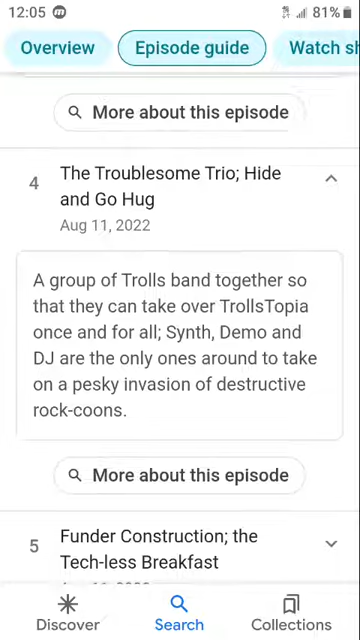 12:05 81%
Overview Episode guide Watch sh
More about this episode
4 The Troublesome Trio; Hide
and Go Hug
Aug 11, 2022
A group of Trolls band together so
that they can take over TrollsTopia
once and for all; Synth, Demo and
DJ are the only ones around to take
on a pesky invasion of destructive
rock-coons.
More about this episode
5 Funder Construction; the
Tech-less Breakfast
Discover Search Collections